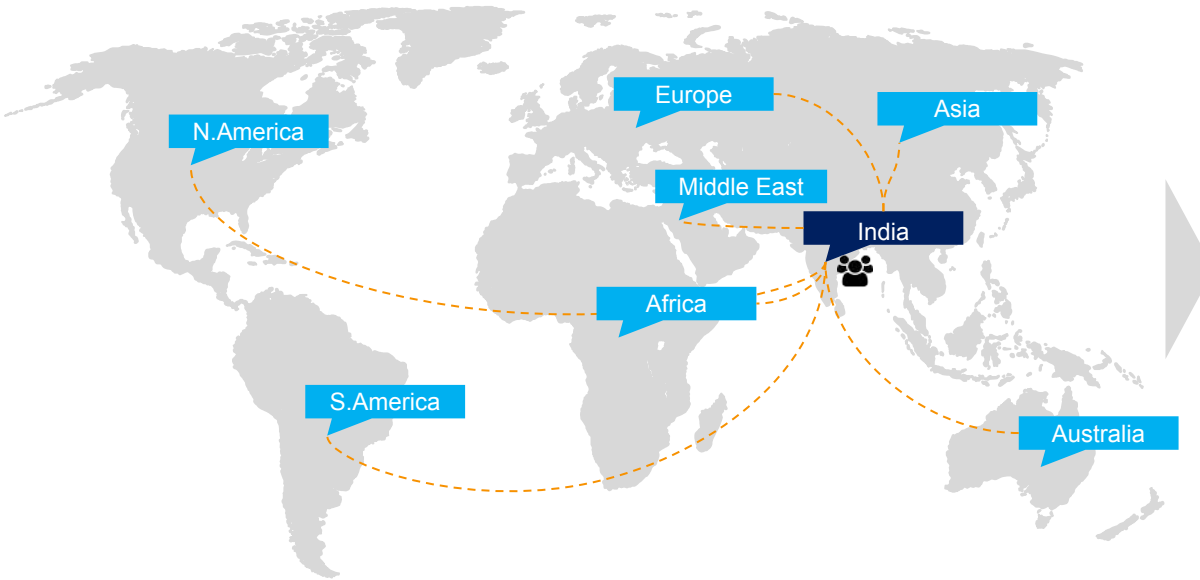 Europe
Asia
N.America
Middle East
India
Africa
S.America
Australia